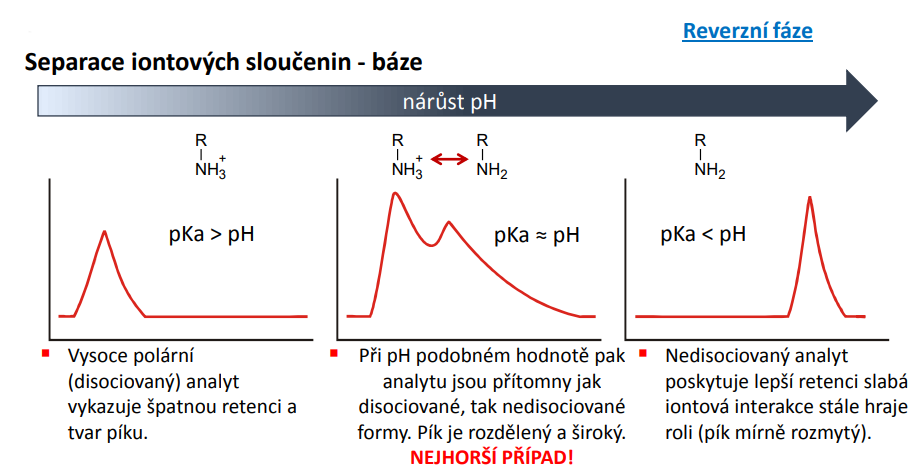 Reverzní fáze
Separace iontových sloučenin - báze
nárůst pH
R
NH3+
R
NH3+
R
NH2
R
NH2
pKa > pH
pKa ≈ pH
pKa < pH
Vysoce polární
(disociovaný) analyt
vykazuje špatnou retenci a
tvar píku.
Při pH podobném hodnotě pak
analytu jsou přítomny jak
disociované, tak nedisociované
formy. Pík je rozdělený a široký.
NEJHORŠÍ PŘÍPAD!
Nedisociovaný analyt
poskytuje lepší retenci slabá
iontová interakce stále hraje
roli (pík mírně rozmytý).